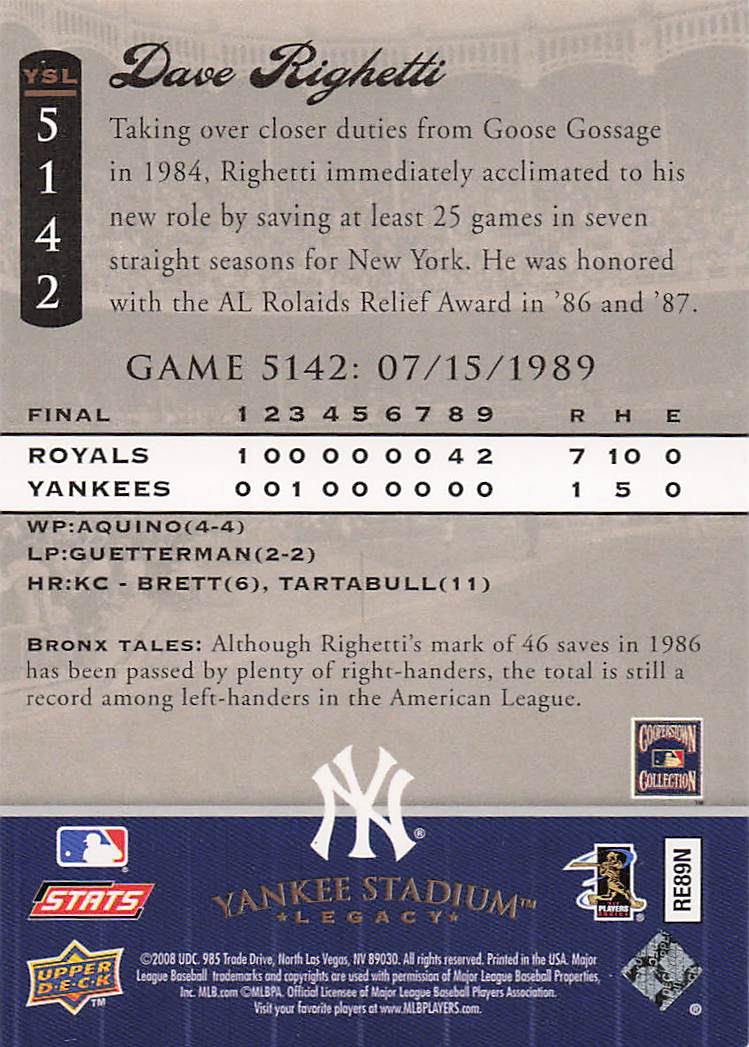 YSL
5
1
4
2
Dave Righetti
Taking over closer duties from Goose Gossage
in 1984, Righetti immediately acclimated to his
new role by saving at least 25 games in seven
straight seasons for New York. He was honored
with the AL Rolaids Relief Award in '86 and '87.
GAME 5142: 07/15/1989
FINAL 1 2 3 4 5 6 7 8 9 R H E
ROYALS 1 0 0 0 0 0 0 4 2 7 10 0
YANKEES 0 0 1 0 0 0 0 0 0 1 5 0
WP:AQUINO(4-4)
LP:GUETTERMAN(2-2)
HR:KC - BRETT(6), TARTABULL(11)
BRONX TALES: Although Righetti's mark of 46 saves in 1986
has been passed by plenty of right-handers, the total is still a
record among left-handers in the American League.
COOPERSTOWN
COLLECTION
™
NY®
YANKEE STADIUM™
★LEGACY★
®
STATS
PLAYERS
CHOICE
®
RE89N
UPPER
D·E·C·K
™
©2008 UDC. 985 Trade Drive, North Las Vegas, NV 89030. All rights reserved. Printed in the USA. Major
League Baseball trademarks and copyrights are used with permission of Major League Baseball Properties,
Inc. MLB.com ©MLBPA. Official Licensee of Major League Baseball Players Association.
Visit your favorite players at www.MLBPLAYERS.com.
®